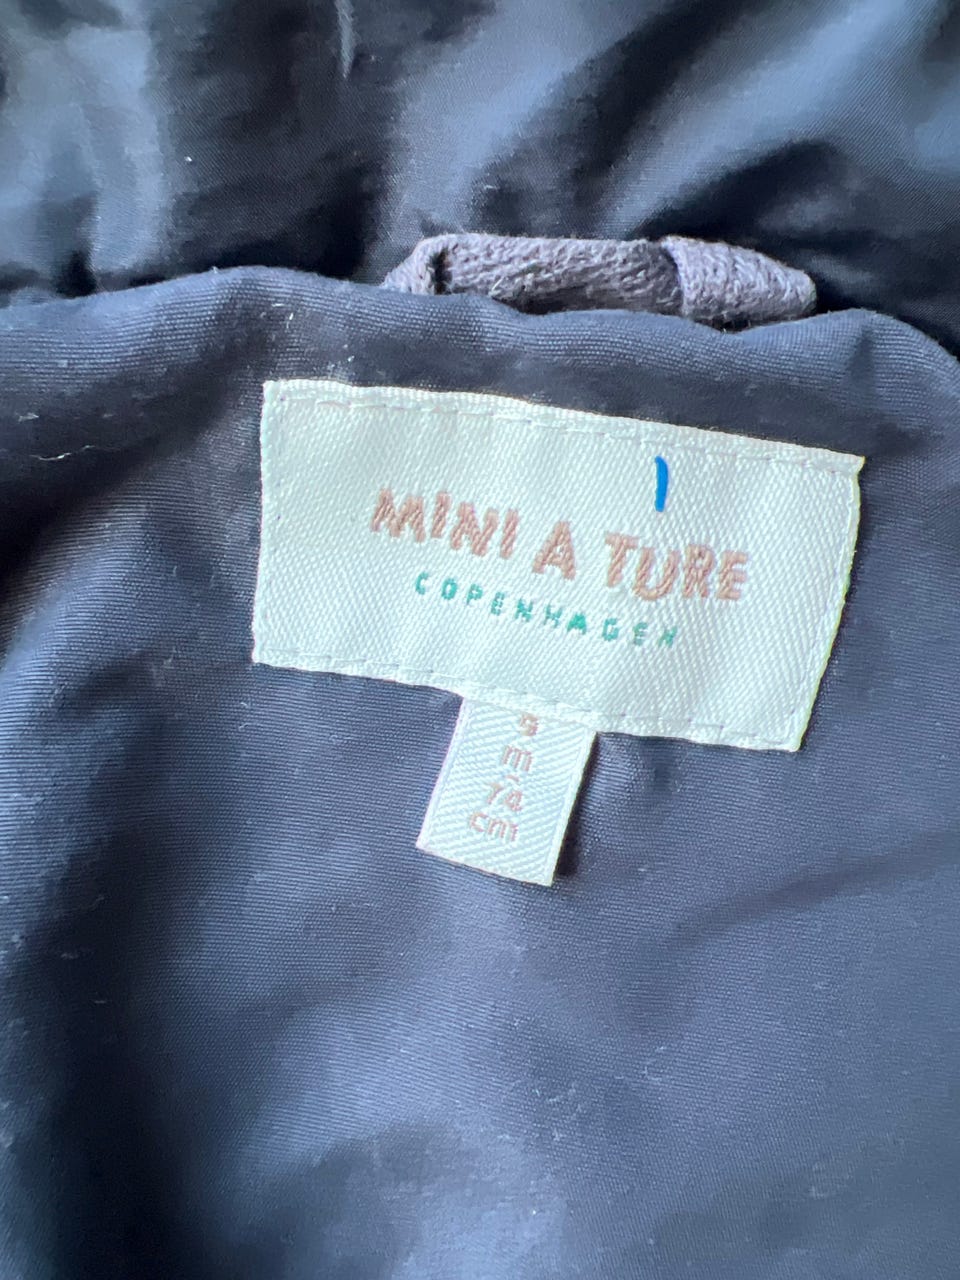 MINI A TURE
COPENHAGEN
9
m
-
74
cm